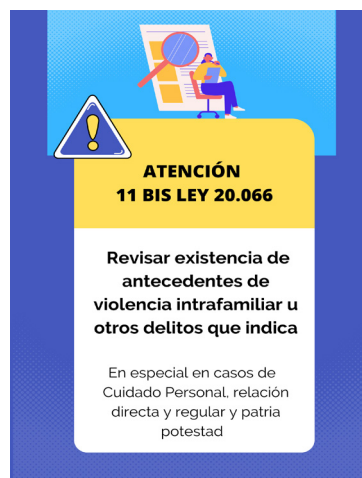 ATENCIÓN
11 BIS LEY 20.066
Revisar existencia de
antecedentes de
violencia intrafamiliar u
otros delitos que indica
En especial en casos de
Cuidado Personal, relación
directa y regular y patria
potestad